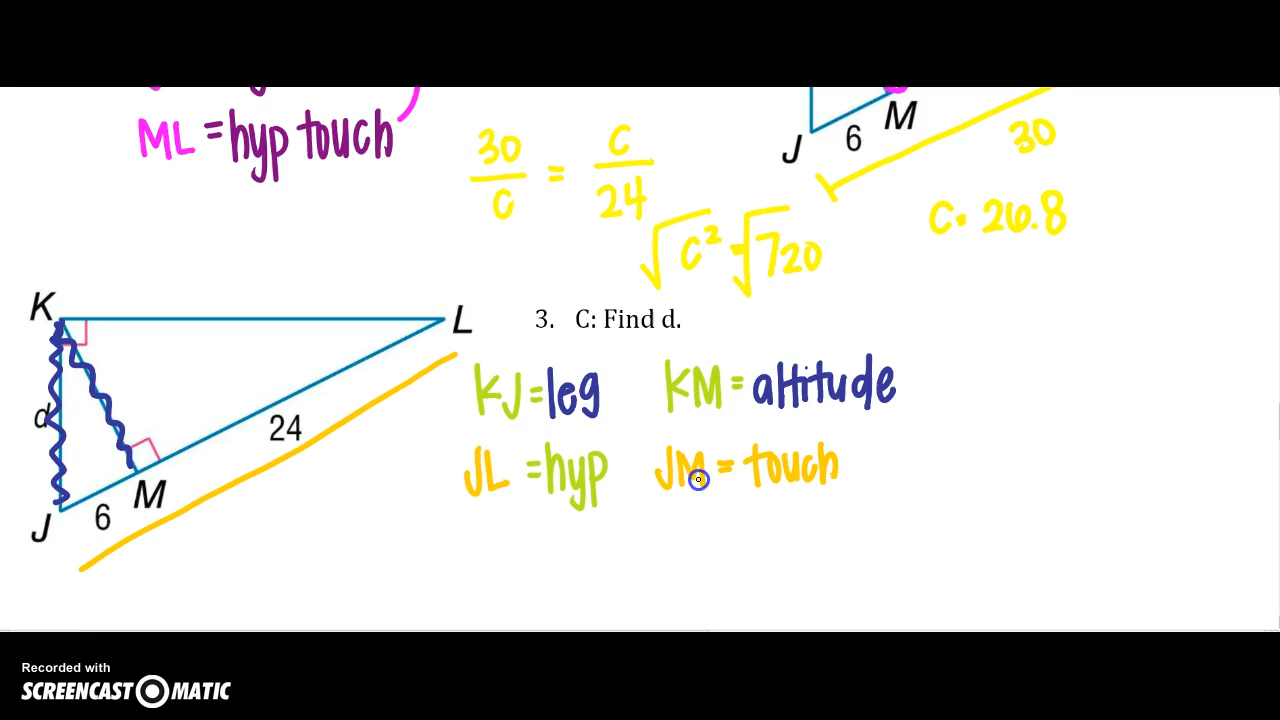 ML = hyp touch
30/C = C/24
√C² = √720
J
6
M
30
C = 26.8
K
L
d
24
M
6
J
3. C: Find d.
KJ = leg KM = altitude
JL = hyp JM = touch
Recorded with
SCREENCAST MATIC